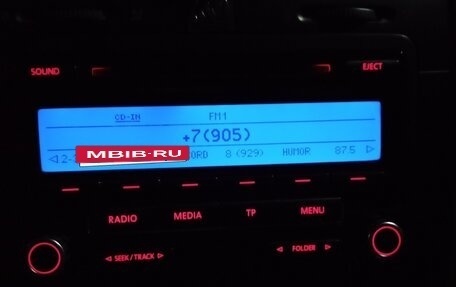 SOUND EJECT
CD-IN FM1
+7(905)
◁ 2- MBIB-RU ORD 8 (929) HUMOR 87.5 ▷
RADIO MEDIA TP MENU
◁ SEEK / TRACK ▷ ◁ FOLDER ▷